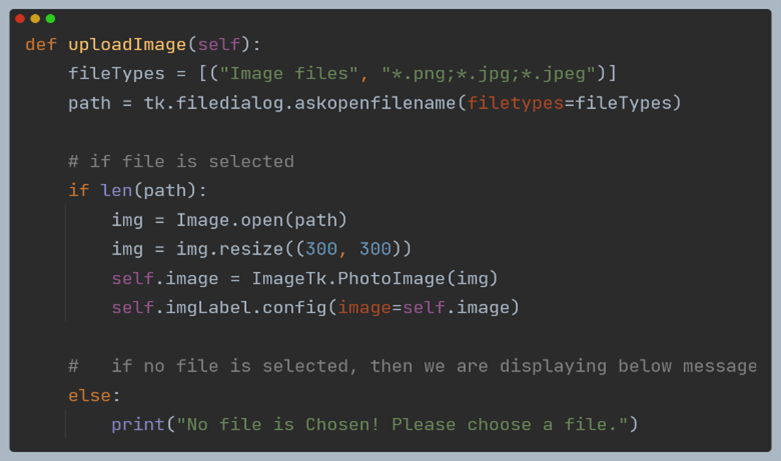 def uploadImage(self):
    fileTypes = [("Image files", "*.png;*.jpg;*.jpeg")]
    path = tk.filedialog.askopenfilename(filetypes=fileTypes)

    # if file is selected
    if len(path):
        img = Image.open(path)
        img = img.resize((300, 300))
        self.image = ImageTk.PhotoImage(img)
        self.imgLabel.config(image=self.image)

    #   if no file is selected, then we are displaying below message
    else:
        print("No file is Chosen! Please choose a file.")